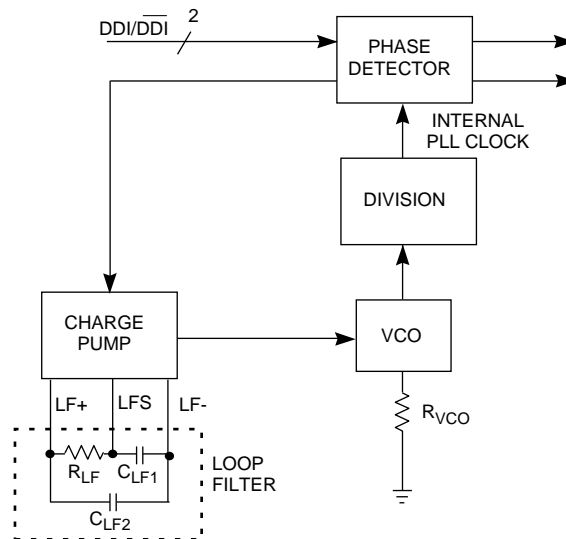 DDI/D̅D̅I̅ 2
PHASE
DETECTOR
INTERNAL
PLL CLOCK
DIVISION
CHARGE
PUMP
VCO
LF+ LFS LF-
RVCO
RLF CLF1
LOOP
FILTER
CLF2